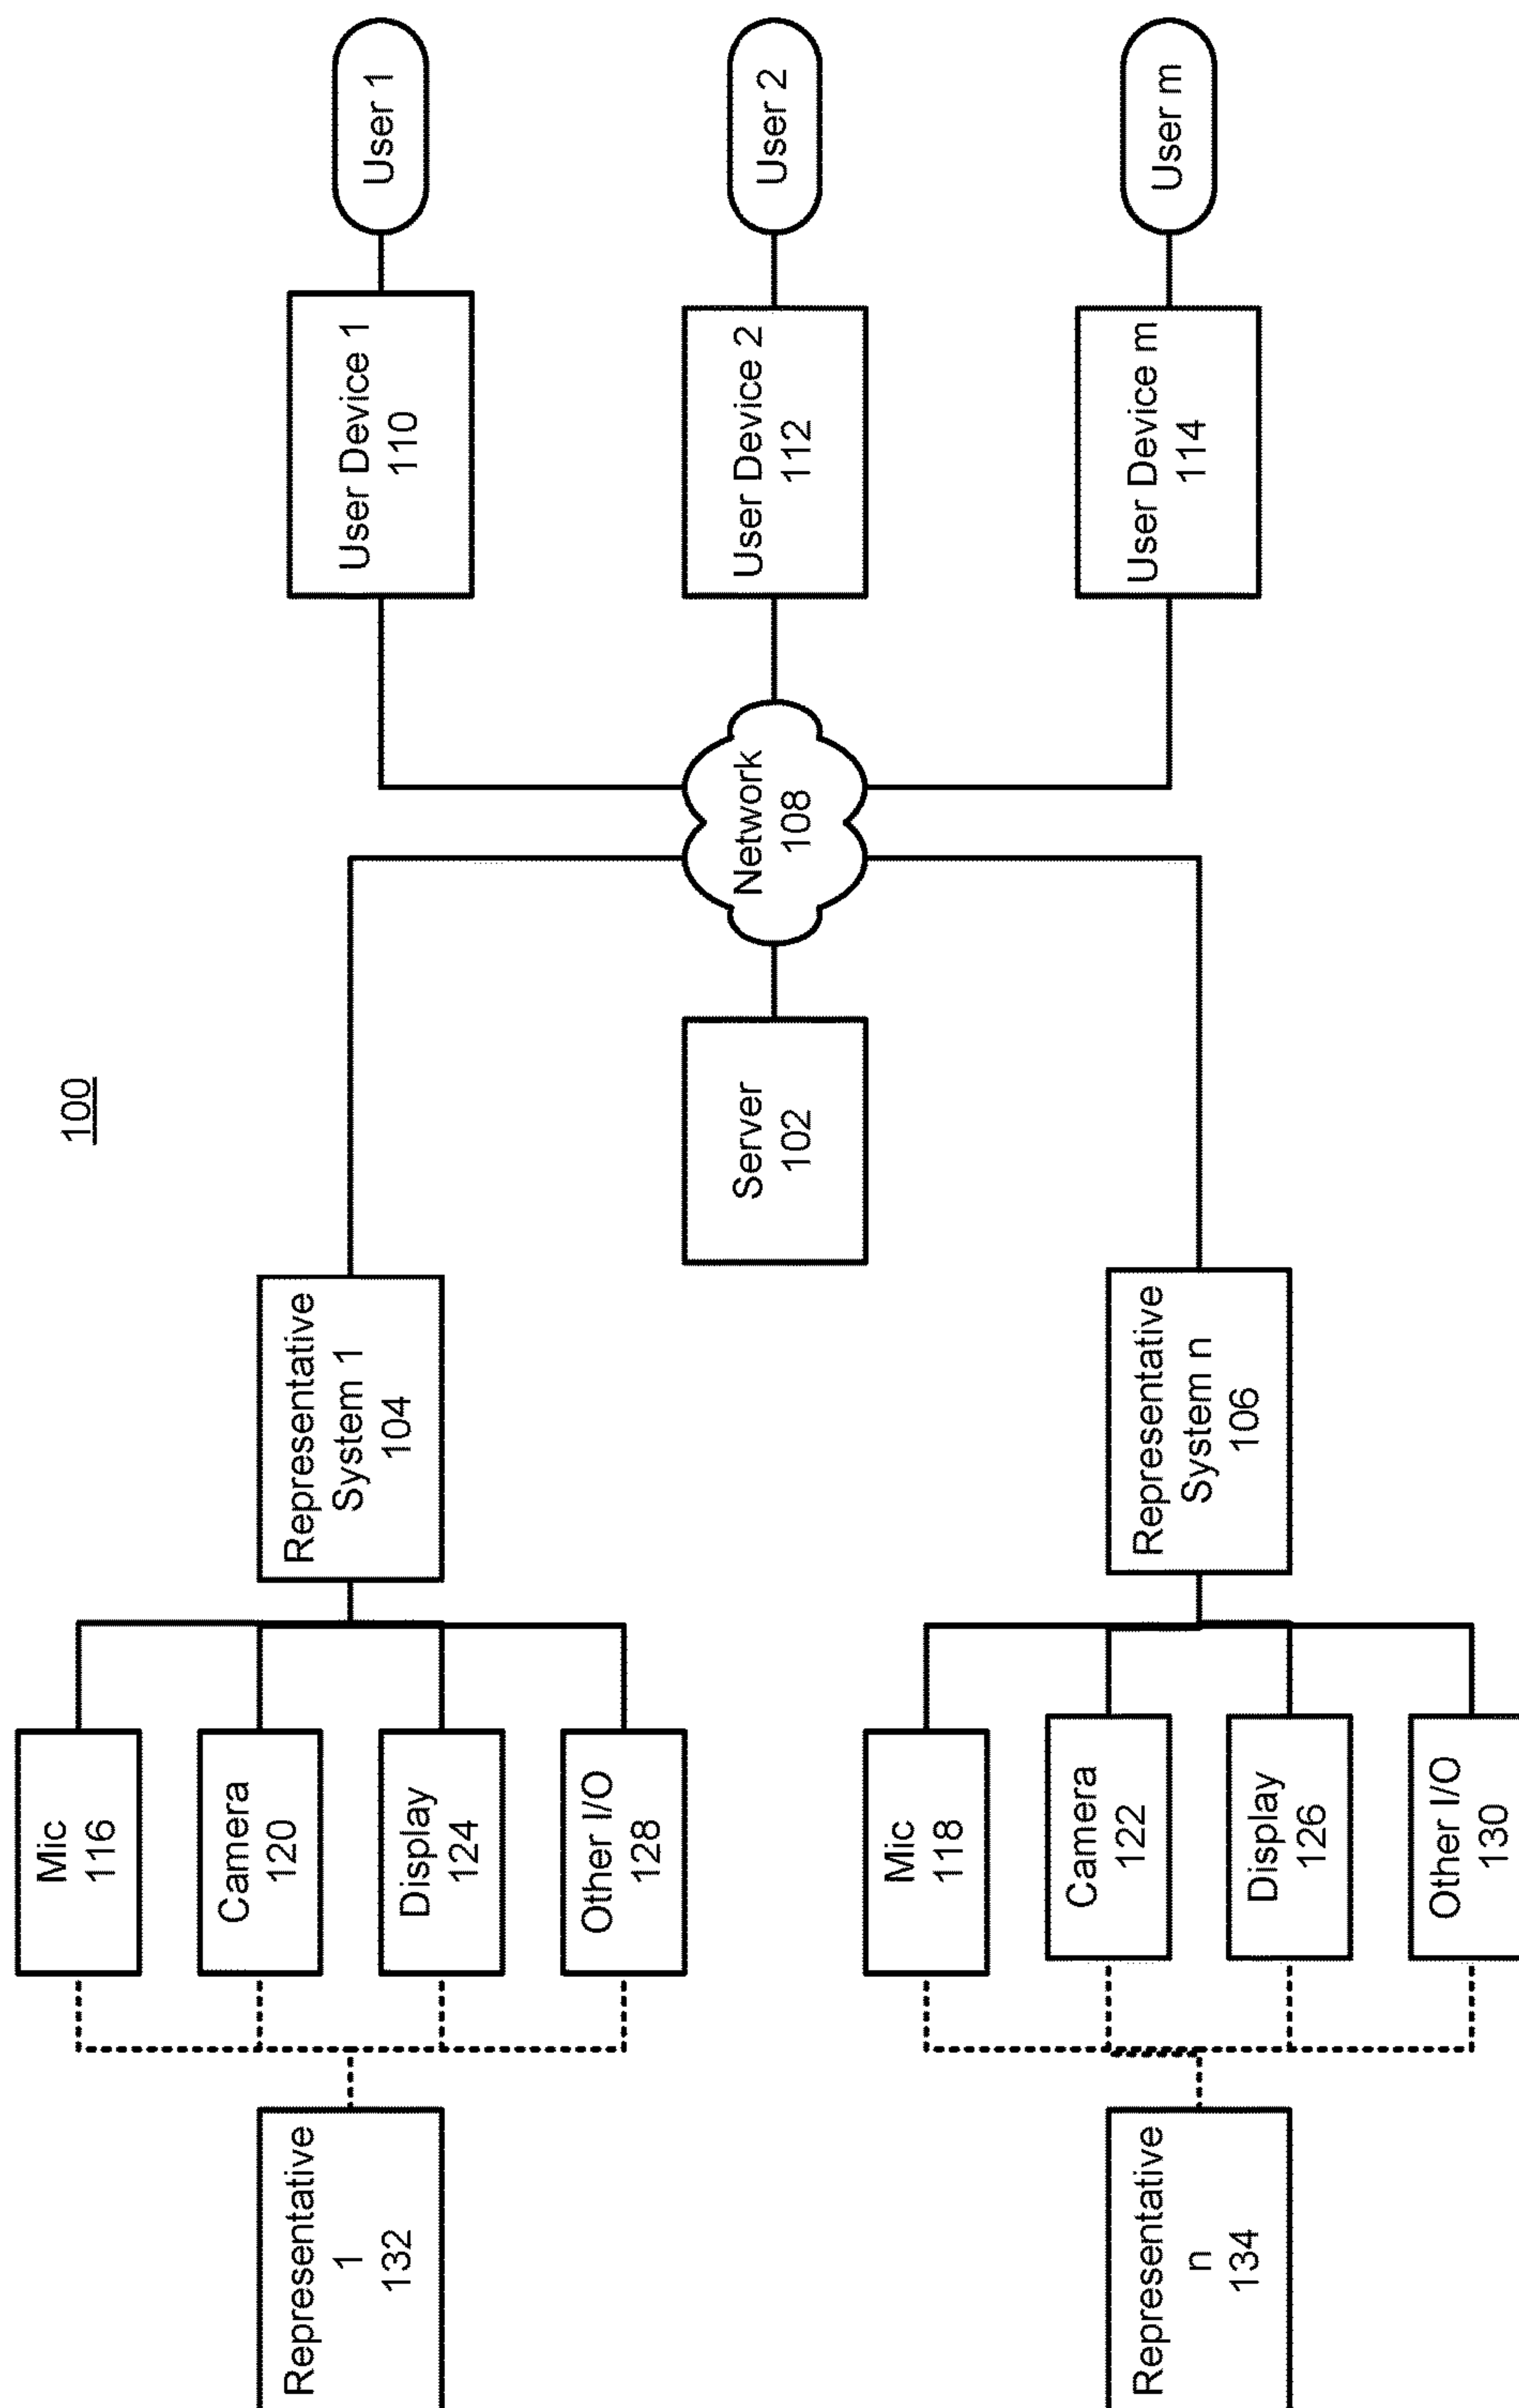 100
Representative
1
132
Mic
116
Camera
120
Display
124
Other I/O
128
Representative
System 1
104
User Device 1
110
User 1
Server
102
Network
108
User Device 2
112
User 2
Representative
n
134
Mic
118
Camera
122
Display
126
Other I/O
130
Representative
System n
106
User Device m
114
User m